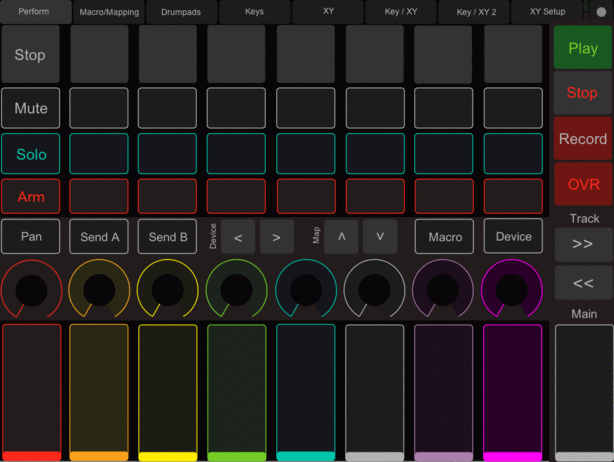 Perform Macro/Mapping Drumpads Keys XY Key / XY Key / XY 2 XY Setup
Stop
Play
Mute
Stop
Solo
Record
Arm
OVR
Pan Send A Send B Device < > Map ^ v Macro Device
Track
>>
<<
Main